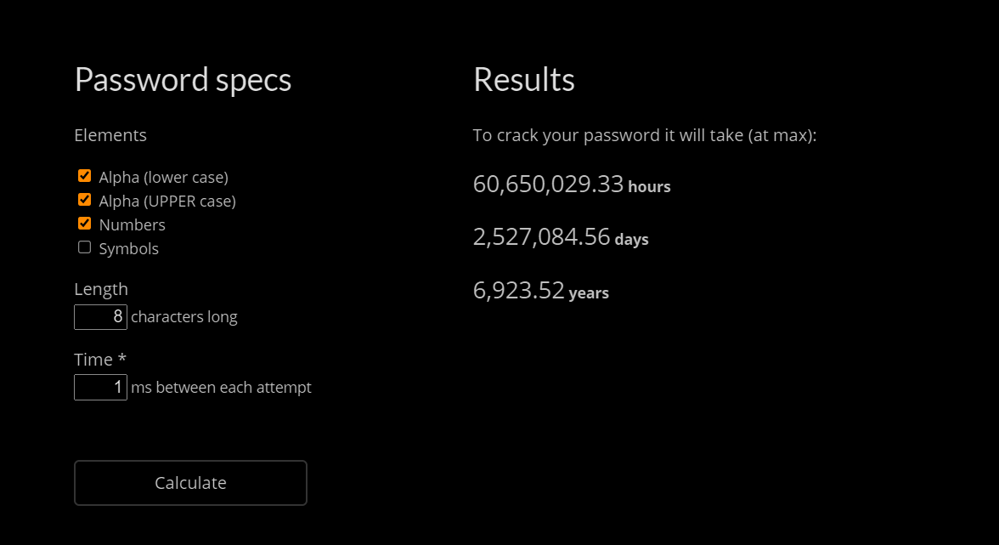 Password specs
Elements
Alpha (lower case)
Alpha (UPPER case)
Numbers
Symbols
Length
8 characters long
Time *
1 ms between each attempt
Calculate
Results
To crack your password it will take (at max):
60,650,029.33 hours
2,527,084.56 days
6,923.52 years